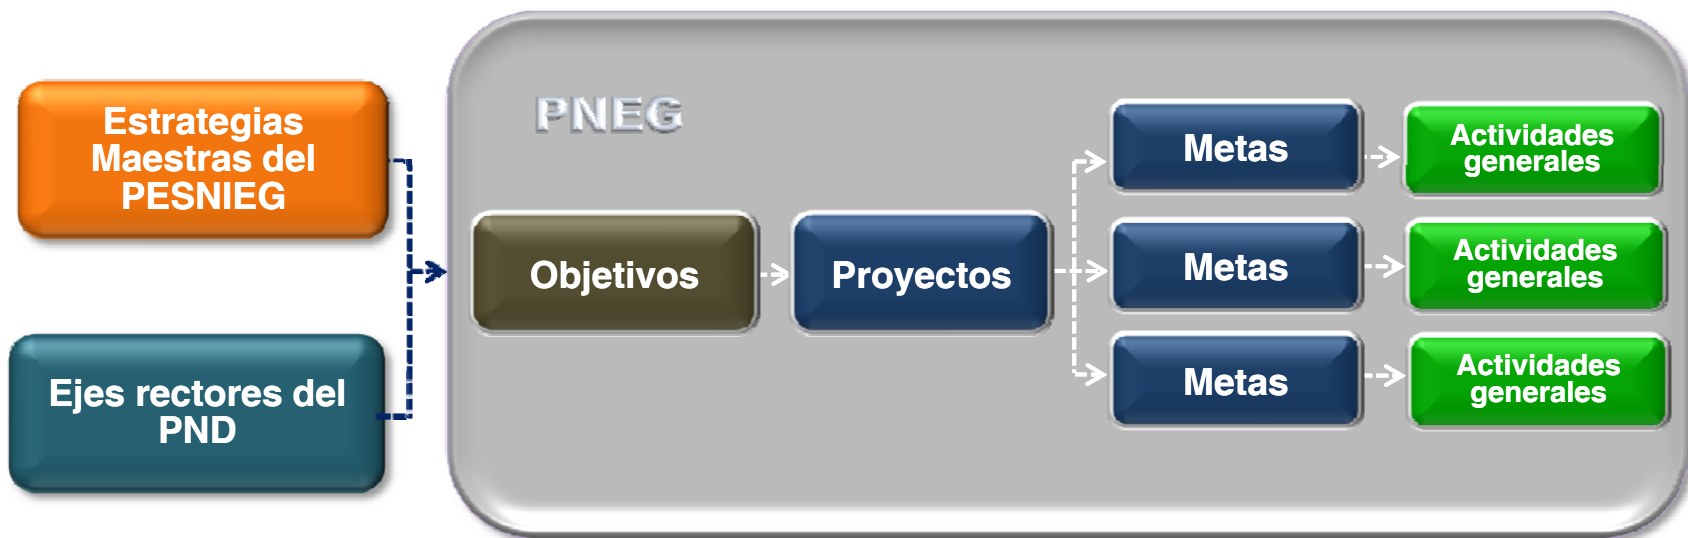 Estrategias
Maestras del
PESNIEG
Ejes rectores del
PND
PNEG
Objetivos
Proyectos
Metas
Actividades
generales
Metas
Actividades
generales
Metas
Actividades
generales